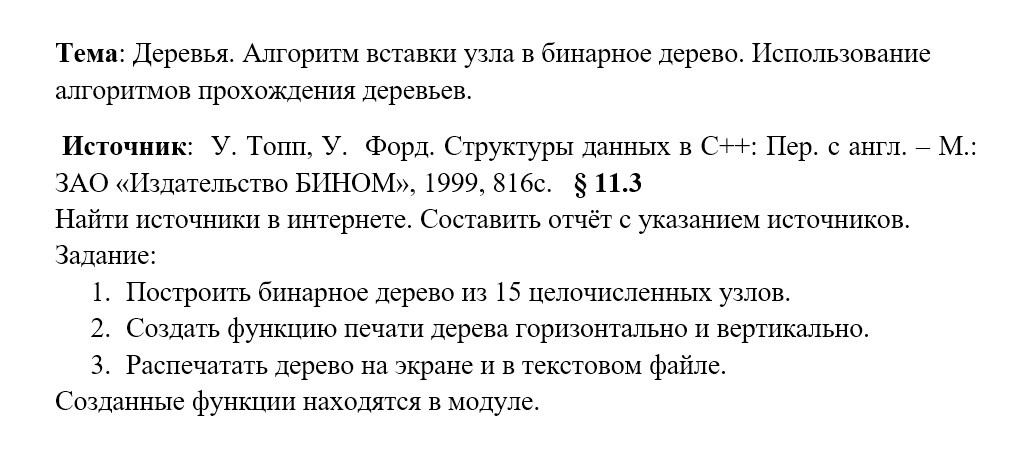 Тема: Деревья. Алгоритм вставки узла в бинарное дерево. Использование
алгоритмов прохождения деревьев.
Источник: У. Топп, У. Форд. Структуры данных в С++: Пер. с англ. – М.:
ЗАО «Издательство БИНОМ», 1999, 816с. § 11.3
Найти источники в интернете. Составить отчёт с указанием источников.
Задание:
1. Построить бинарное дерево из 15 целочисленных узлов.
2. Создать функцию печати дерева горизонтально и вертикально.
3. Распечатать дерево на экране и в текстовом файле.
Созданные функции находятся в модуле.